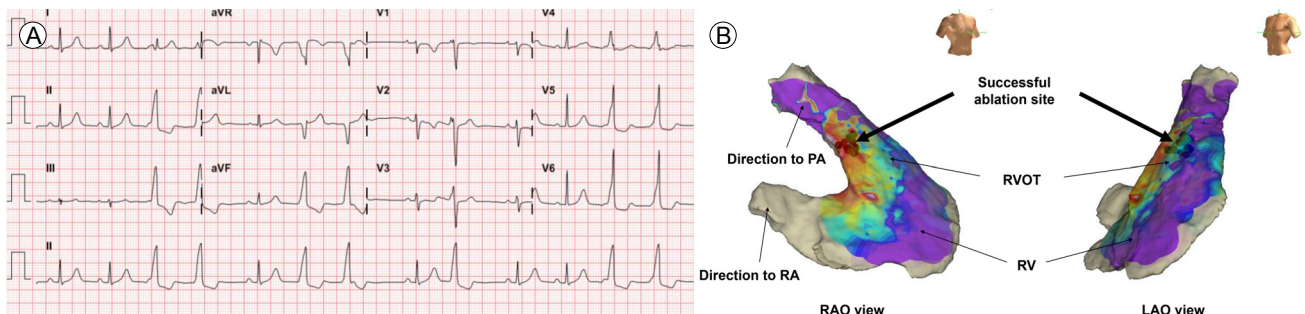 A
I
aVR
V1
V4
II
aVL
V2
V5
III
aVF
V3
V6
II
B
Successful
ablation site
Direction to PA
RVOT
Direction to RA
RV
RAO view
LAO view